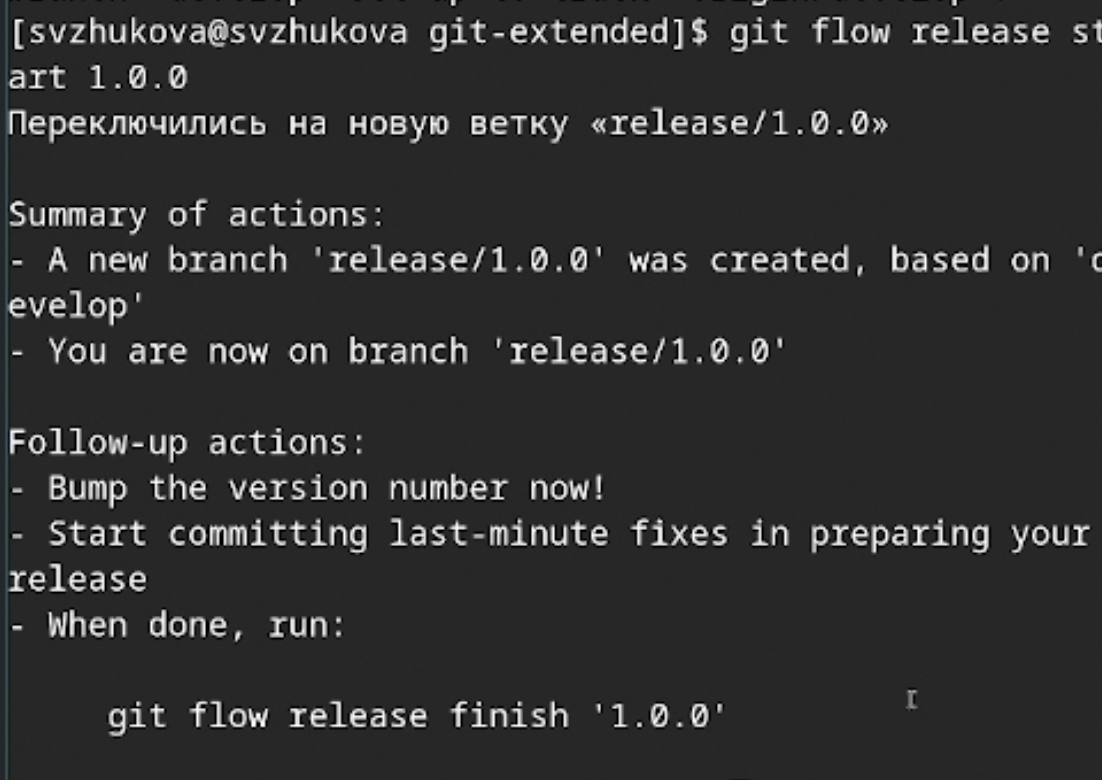 [svzhukova@svzhukova git-extended]$ git flow release st
art 1.0.0
Переключились на новую ветку «release/1.0.0»
Summary of actions:
- A new branch 'release/1.0.0' was created, based on 'd
evelop'
- You are now on branch 'release/1.0.0'
Follow-up actions:
- Bump the version number now!
- Start committing last-minute fixes in preparing your
release
- When done, run:
git flow release finish '1.0.0'